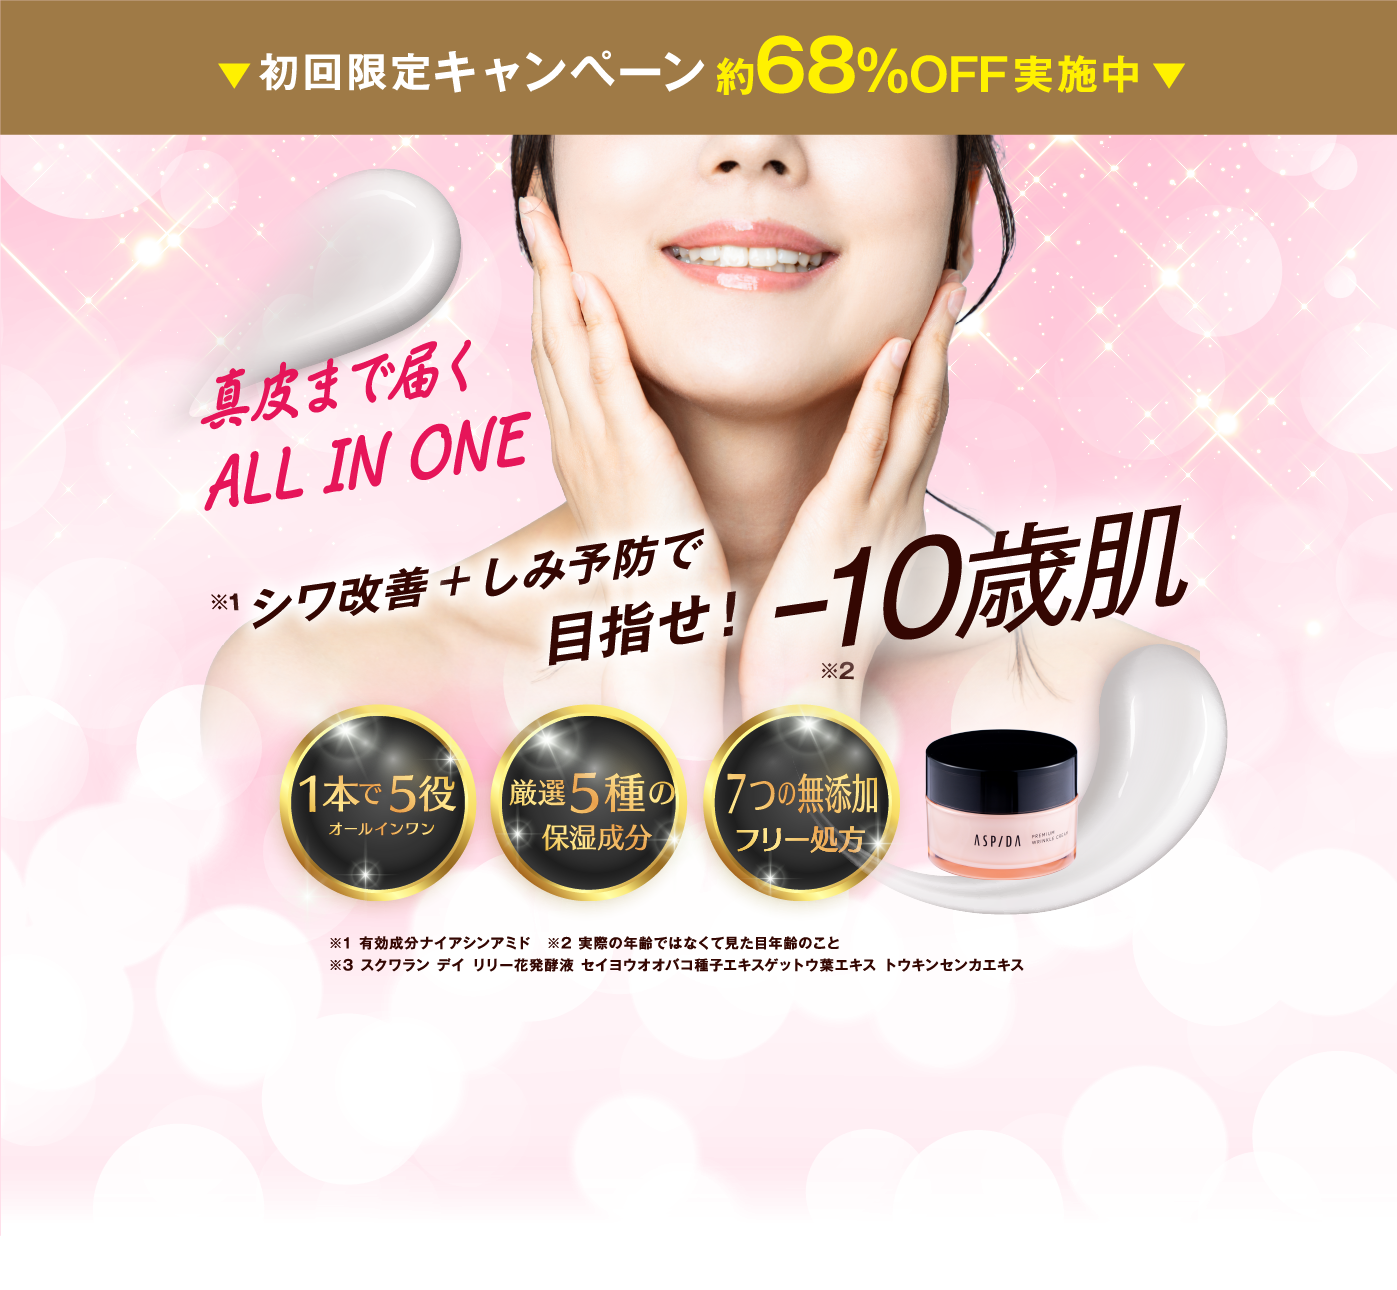 ▼初回限定キャンペーン 約68%OFF実施中▼
真皮まで届く
ALL IN ONE
※1 シワ改善+しみ予防で
目指せ！ -10歳肌
※2
1本で5役
オールインワン
厳選5種の
保湿成分
7つの無添加
フリー処方
ASPIDA
PREMIUM
WRINKLE CREAM
※1 有効成分ナイアシンアミド ※2 実際の年齢ではなくて見た目年齢のこと
※3 スクワラン デイ リリー花発酵液 セイヨウオオバコ種子エキスゲットウ葉エキス トウキンセンカエキス